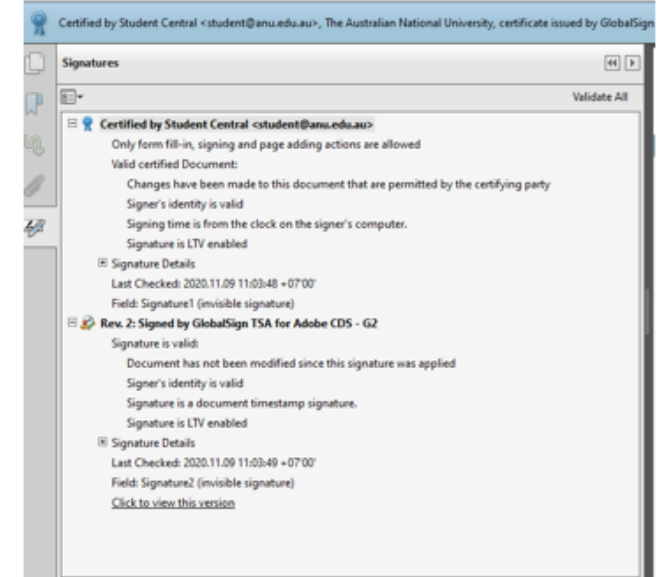 Certified by Student Central <student@anu.edu.au>, The Australian National University, certificate issued by GlobalSign
Signatures
Validate All
Certified by Student Central <student@anu.edu.au>
Only form fill-in, signing and page adding actions are allowed
Valid certified Document:
Changes have been made to this document that are permitted by the certifying party
Signer's identity is valid
Signing time is from the clock on the signer's computer.
Signature is LTV enabled
Signature Details
Last Checked: 2020.11.09 11:03:48 +07'00'
Field: Signature1 (invisible signature)
Rev. 2: Signed by GlobalSign TSA for Adobe CDS - G2
Signature is valid:
Document has not been modified since this signature was applied
Signer's identity is valid
Signature is a document timestamp signature.
Signature is LTV enabled
Signature Details
Last Checked: 2020.11.09 11:03:49 +07'00'
Field: Signature2 (invisible signature)
Click to view this version